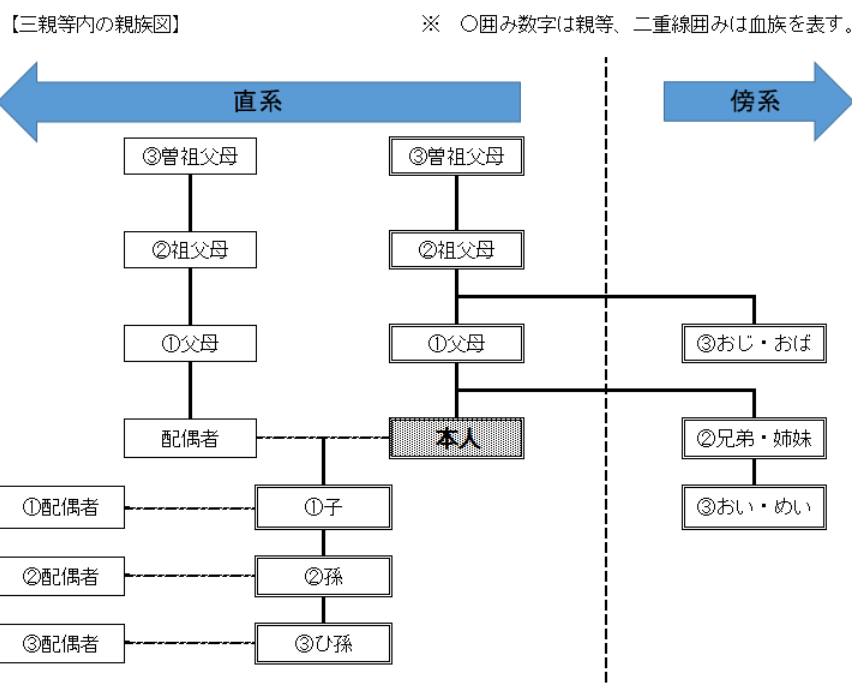 【三親等内の親族図】 ※ ○囲み数字は親等、二重線囲みは血族を表す。
直系 傍系
③曽祖父母 ③曽祖父母
②祖父母 ②祖父母
①父母 ①父母 ③おじ・おば
配偶者 本人 ②兄弟・姉妹
①配偶者 ①子 ③おい・めい
②配偶者 ②孫
③配偶者 ③ひ孫